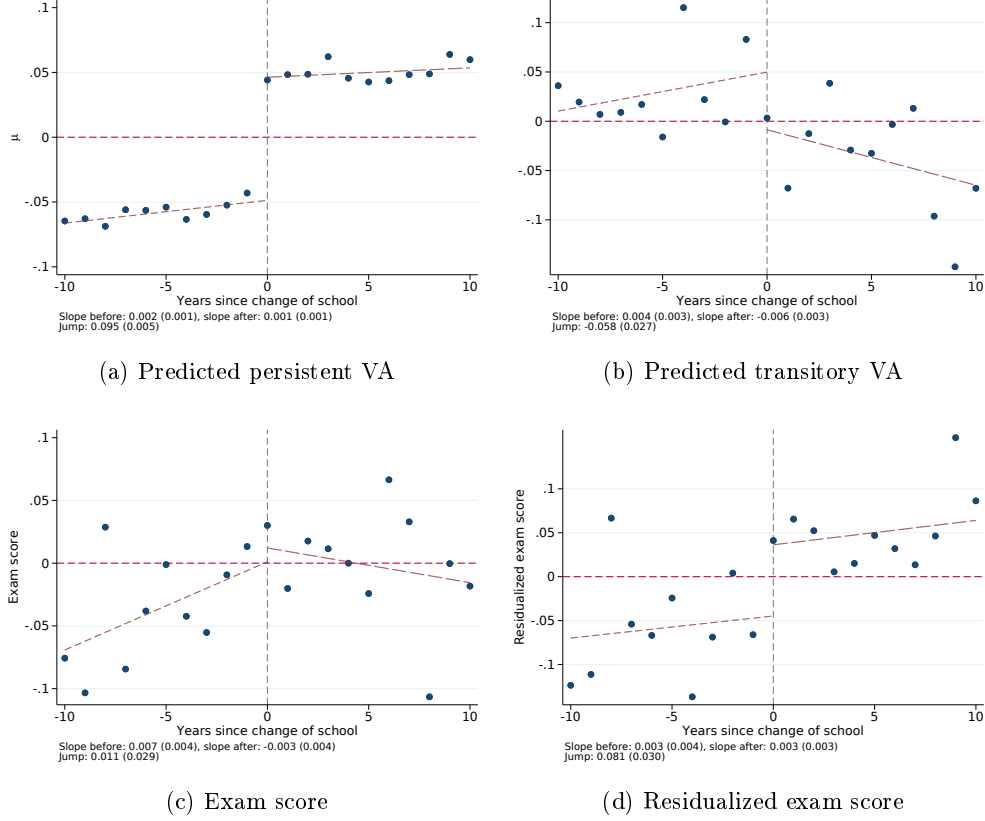 .1
.05
0
-.05
-.1
μ
-10 -5 0 5 10
Years since change of school
Slope before: 0.002 (0.001), slope after: 0.001 (0.001)
Jump: 0.095 (0.005)
(a) Predicted persistent VA
.1
.05
0
-.05
-.1
-10 -5 0 5 10
Years since change of school
Slope before: 0.004 (0.003), slope after: -0.006 (0.003)
Jump: -0.058 (0.027)
(b) Predicted transitory VA
.1
.05
0
-.05
-.1
Exam score
-10 -5 0 5 10
Years since change of school
Slope before: 0.007 (0.004), slope after: -0.003 (0.004)
Jump: 0.011 (0.029)
(c) Exam score
.1
.05
0
-.05
-.1
Residualized exam score
-10 -5 0 5 10
Years since change of school
Slope before: 0.003 (0.004), slope after: 0.003 (0.003)
Jump: 0.081 (0.030)
(d) Residualized exam score